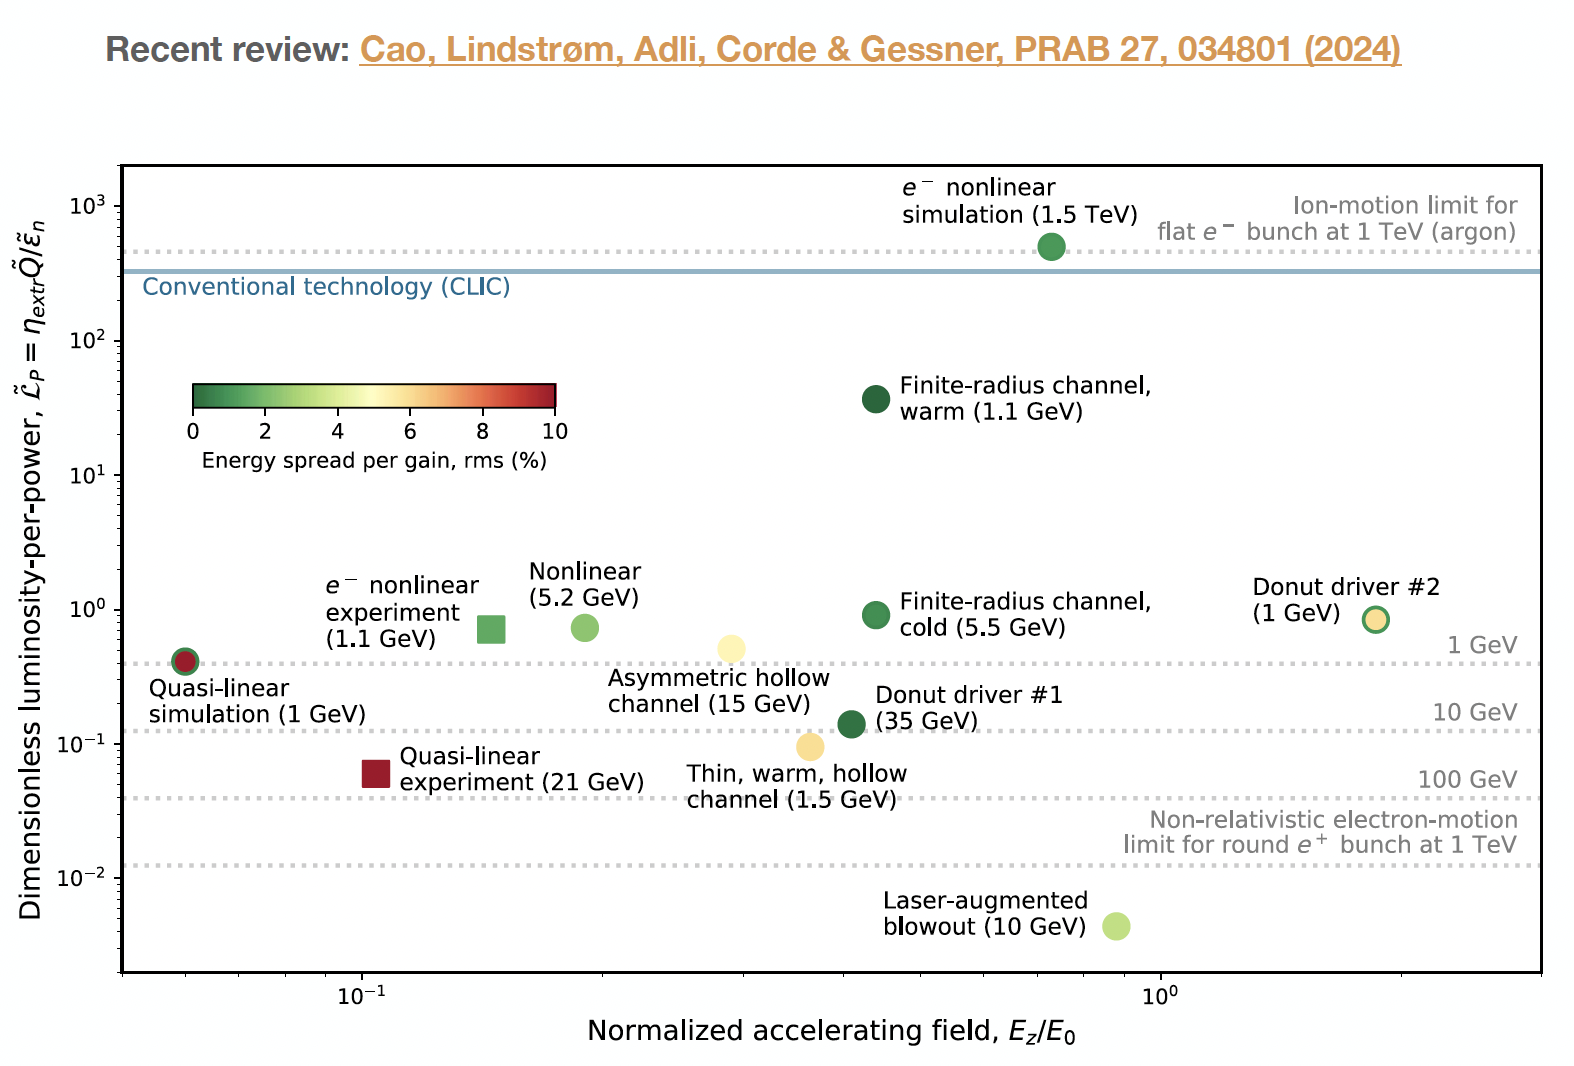 Recent review: Cao, Lindstrøm, Adli, Corde & Gessner, PRAB 27, 034801 (2024)
Dimensionless luminosity-per-power, ℒ̃_P = η_extr Q̃/ε̃_n
10³
10²
10¹
10⁰
10⁻¹
10⁻²
e⁻ nonlinear
simulation (1.5 TeV)
Ion-motion limit for
flat e⁻ bunch at 1 TeV (argon)
Conventional technology (CLIC)
0 2 4 6 8 10
Energy spread per gain, rms (%)
Finite-radius channel,
warm (1.1 GeV)
e⁻ nonlinear
experiment
(1.1 GeV)
Nonlinear
(5.2 GeV)
Finite-radius channel,
cold (5.5 GeV)
Donut driver #2
(1 GeV)
1 GeV
Quasi-linear
simulation (1 GeV)
Asymmetric hollow
channel (15 GeV)
Donut driver #1
(35 GeV)
10 GeV
Quasi-linear
experiment (21 GeV)
Thin, warm, hollow
channel (1.5 GeV)
100 GeV
Non-relativistic electron-motion
limit for round e⁺ bunch at 1 TeV
Laser-augmented
blowout (10 GeV)
10⁻¹ 10⁰
Normalized accelerating field, E_z/E_0